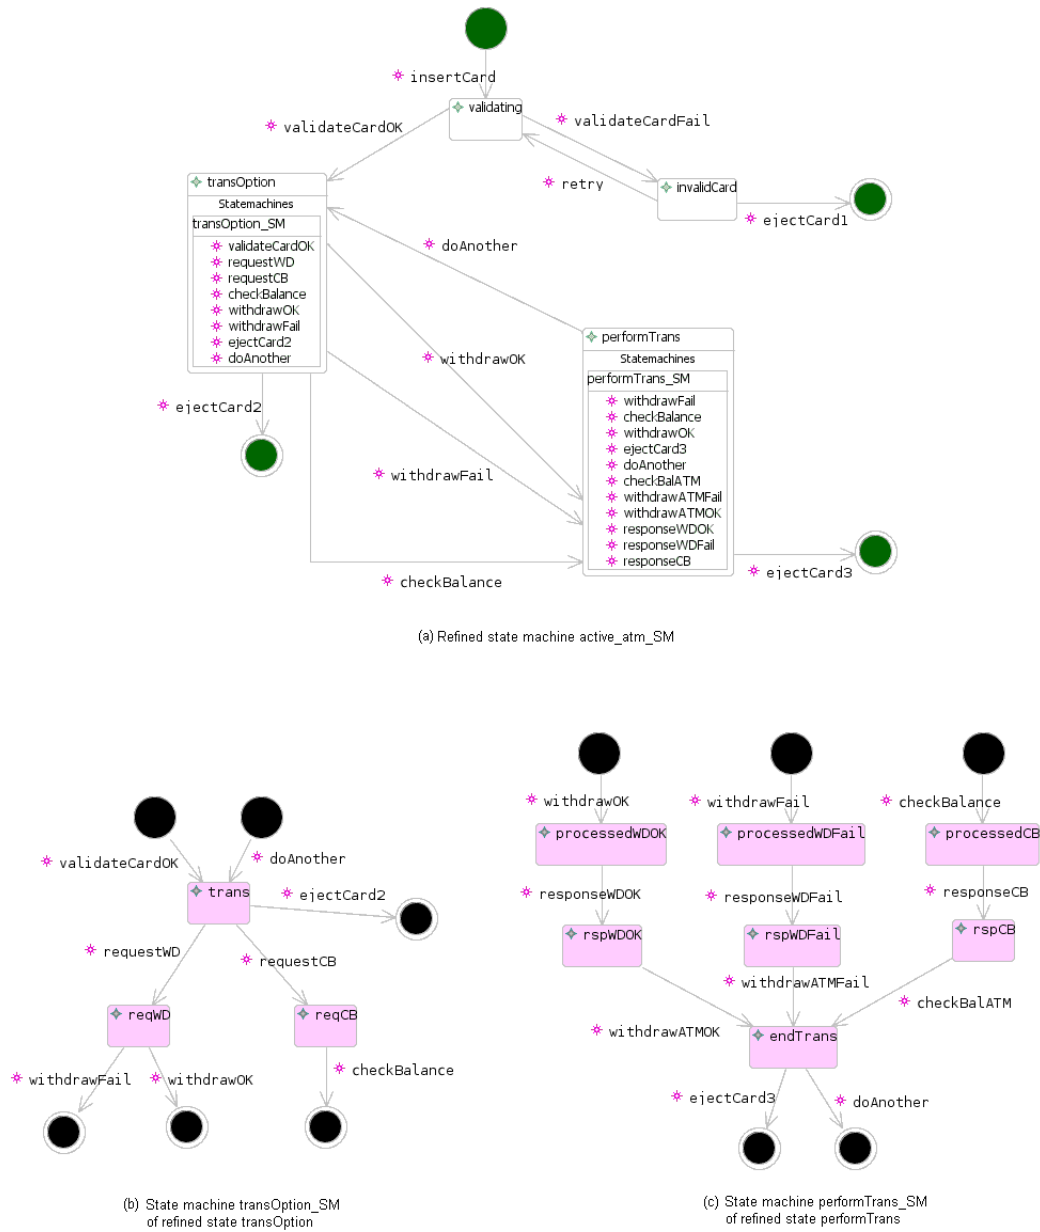 insertCard
validating
validateCardOK
validateCardFail
transOption
Statemachines
transOption_SM
validateCardOK
requestWD
requestCB
checkBalance
withdrawOK
withdrawFail
ejectCard2
doAnother
retry
invalidCard
ejectCard1
doAnother
withdrawOK
performTrans
Statemachines
performTrans_SM
withdrawFail
checkBalance
withdrawOK
ejectCard3
doAnother
checkBalATM
withdrawATMFail
withdrawATMOK
responseWDOK
responseWDFail
responseCB
ejectCard2
withdrawFail
checkBalance
ejectCard3
(a) Refined state machine active_atm_SM
validateCardOK
doAnother
trans
ejectCard2
requestWD
requestCB
reqWD
reqCB
withdrawFail
withdrawOK
checkBalance
(b) State machine transOption_SM
of refined state transOption
withdrawOK
withdrawFail
checkBalance
processedWDOK
processedWDFail
processedCB
responseWDOK
responseWDFail
responseCB
rspWDOK
rspWDFail
rspCB
withdrawATMFail
checkBalATM
withdrawATMOK
endTrans
ejectCard3
doAnother
(c) State machine performTrans_SM
of refined state performTrans